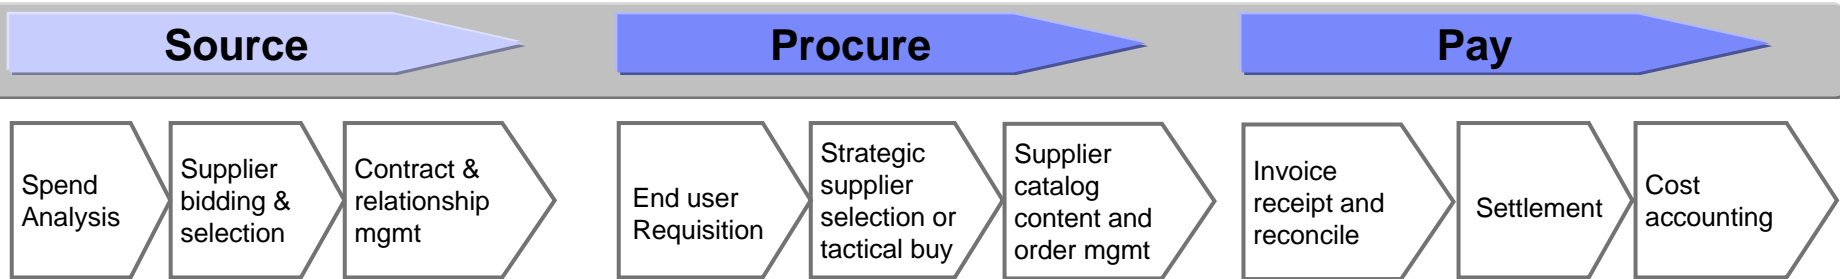 Source
Procure
Pay
Spend
Analysis
Supplier
bidding &
selection
Contract &
relationship
mgmt
End user
Requisition
Strategic
supplier
selection or
tactical buy
Supplier
catalog
content and
order mgmt
Invoice
receipt and
reconcile
Settlement
Cost
accounting